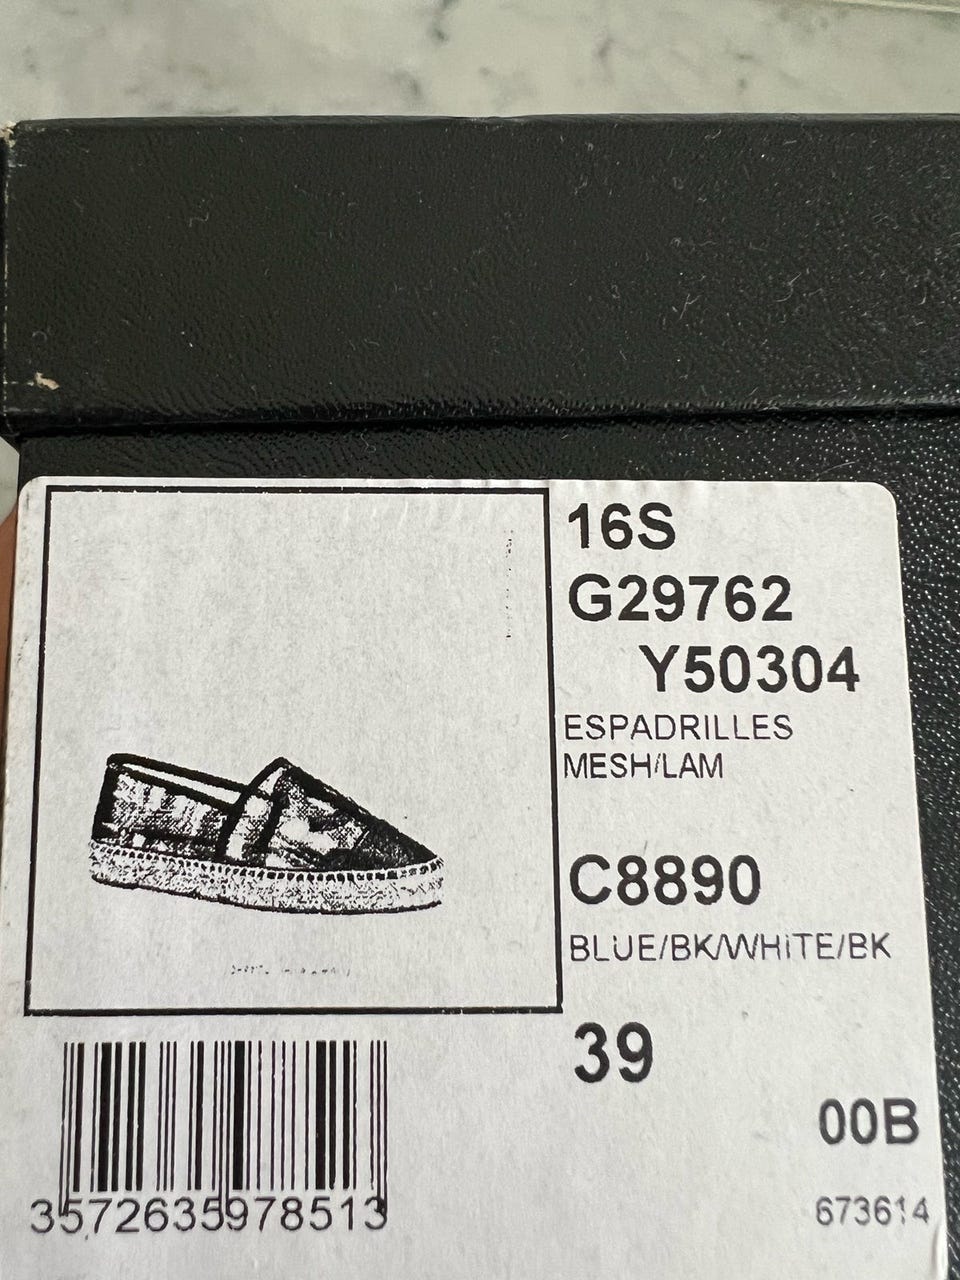 16S
G29762
Y50304
ESPADRILLES
MESH/LAM
C8890
BLUE/BK/WHITE/BK
39
00B
3572635978513
673614